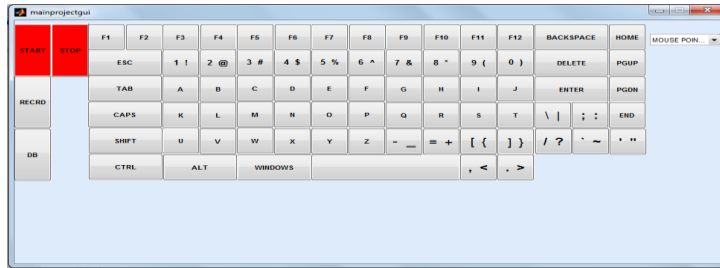 mainprojectgui
START STOP F1 F2 F3 F4 F5 F6 F7 F8 F9 F10 F11 F12 BACKSPACE HOME MOUSE POIN...
ESC 1 ! 2 @ 3 # 4 $ 5 % 6 ^ 7 & 8 * 9 ( 0 ) DELETE PGUP
RECRD TAB A B C D E F G H I J ENTER PGDN
CAPS K L M N O P Q R S T \ | ; : END
DB SHIFT U V W X Y Z - _ = + [ { ] } / ? ` ~ ' "
CTRL ALT WINDOWS , < . >